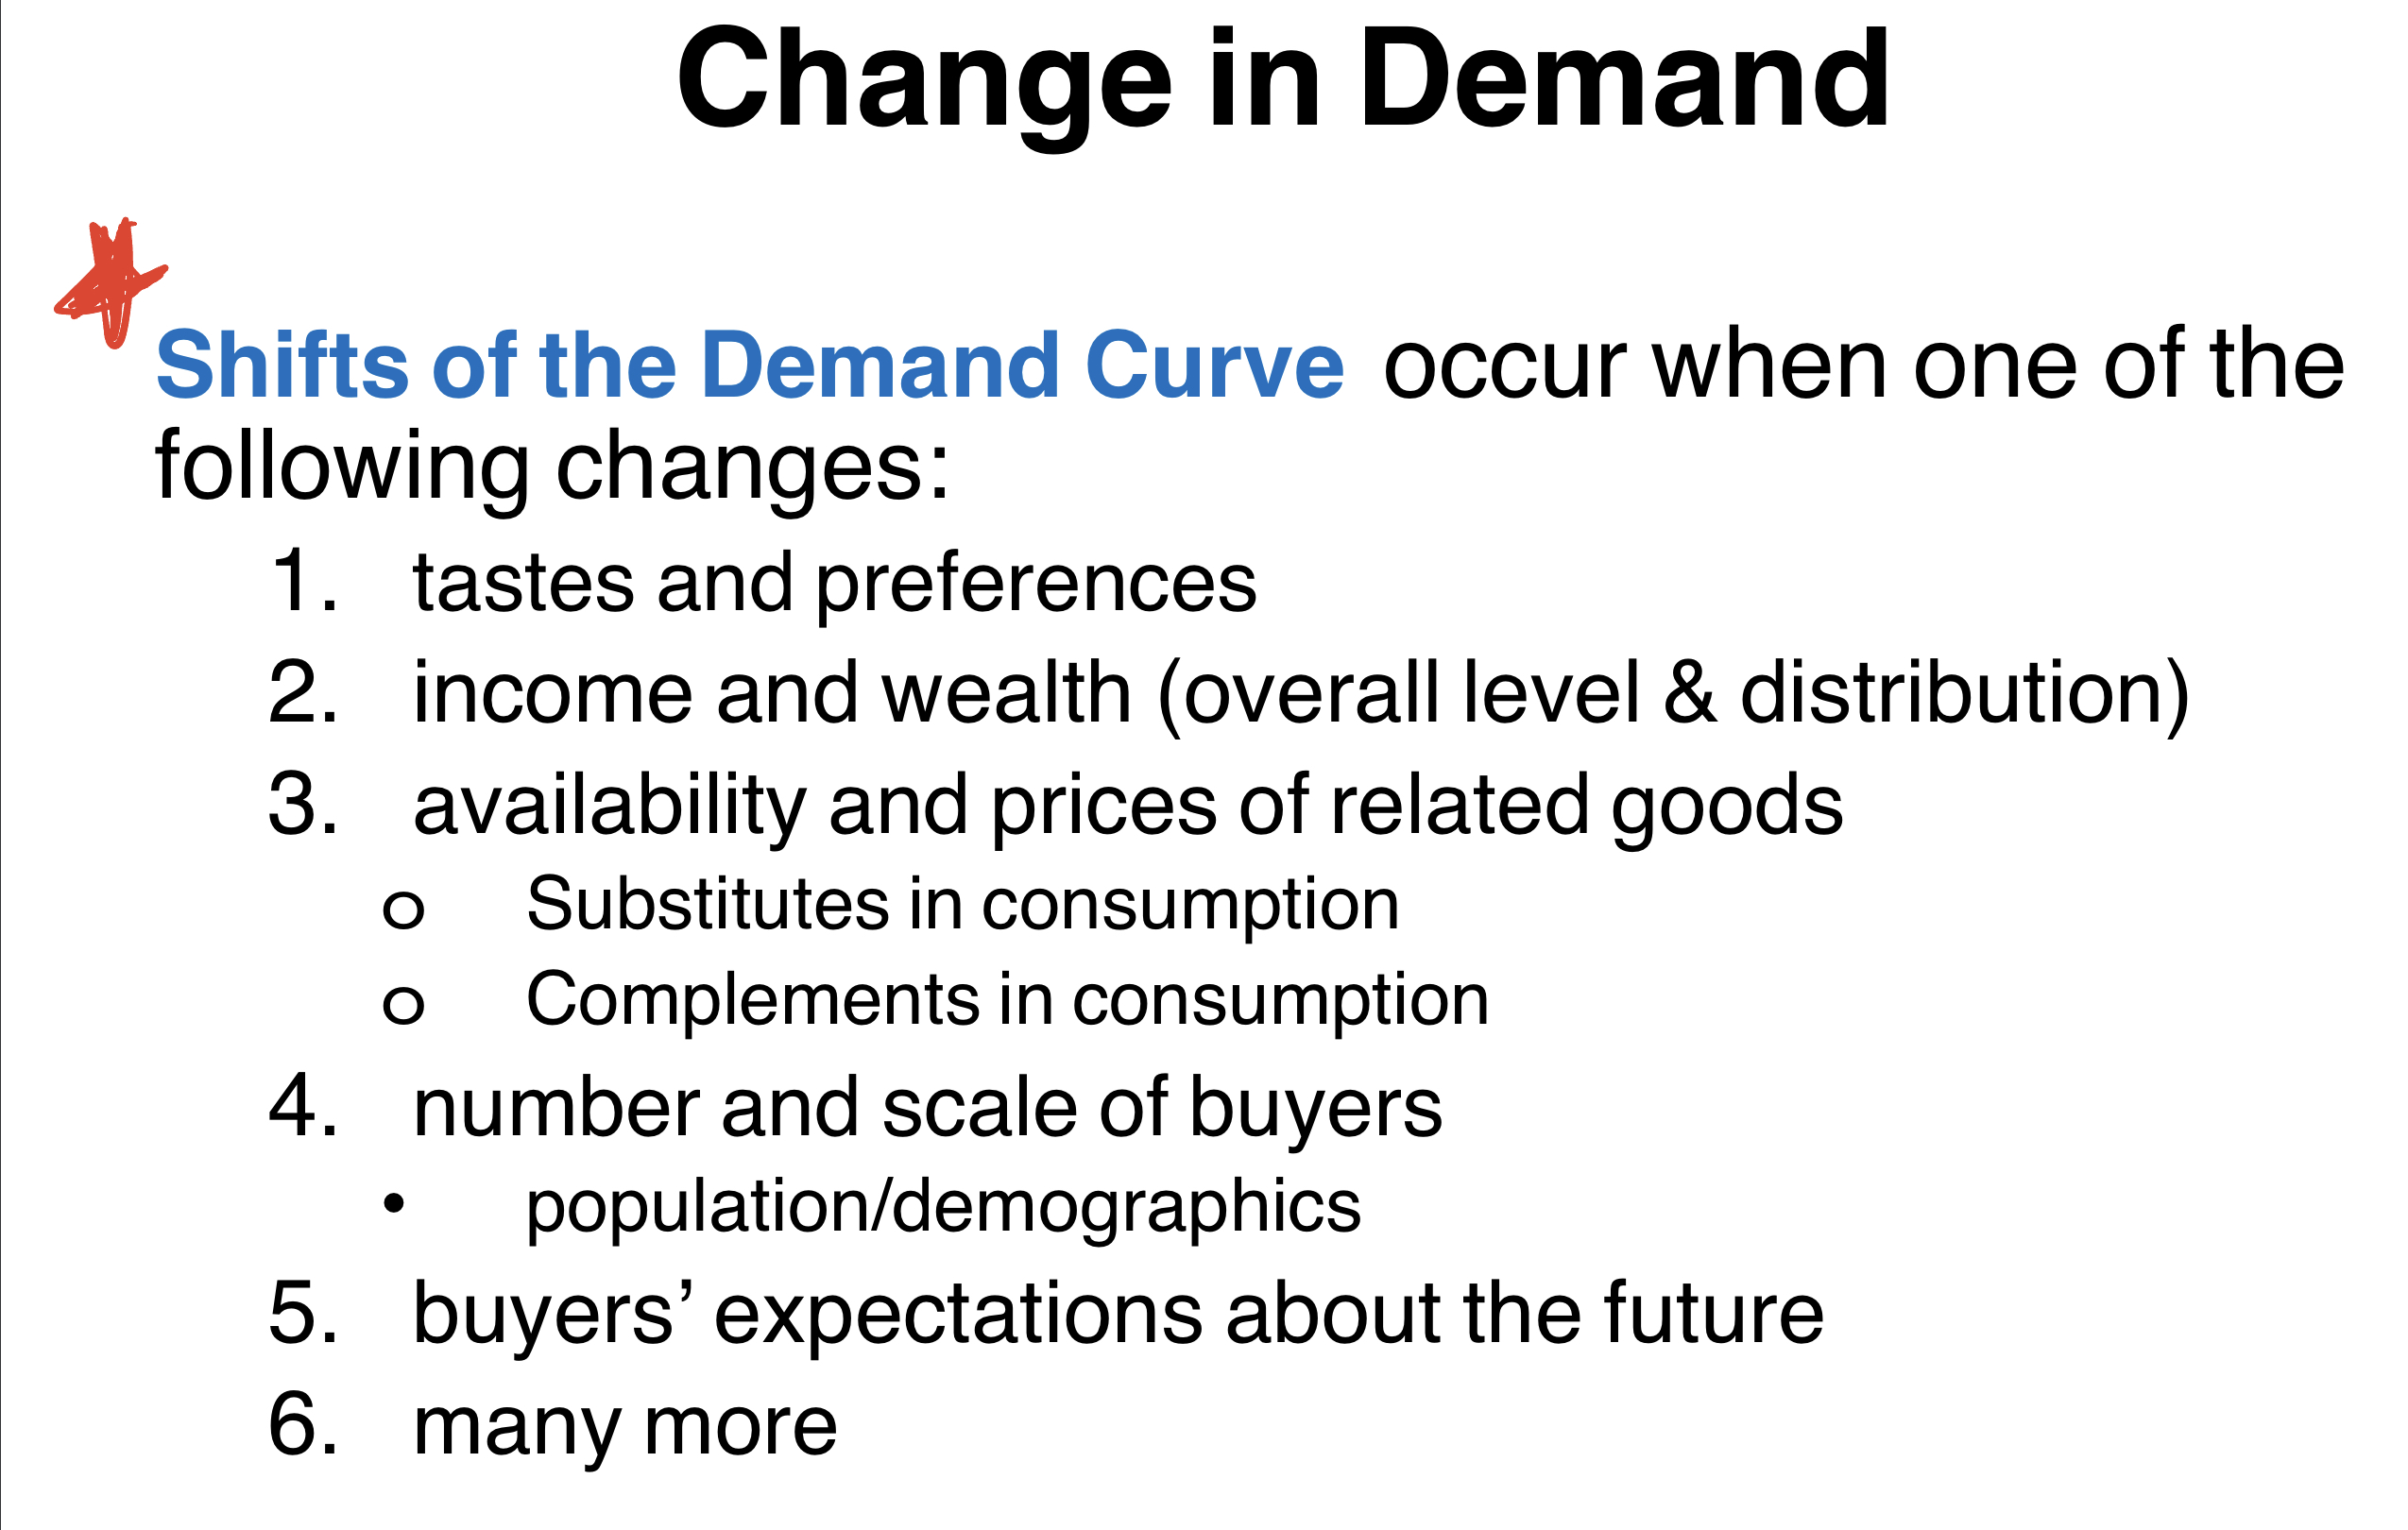 Change in Demand
Shifts of the Demand Curve occur when one of the
following changes:
1. tastes and preferences
2. income and wealth (overall level & distribution)
3. availability and prices of related goods
o Substitutes in consumption
o Complements in consumption
4. number and scale of buyers
• population/demographics
5. buyers’ expectations about the future
6. many more